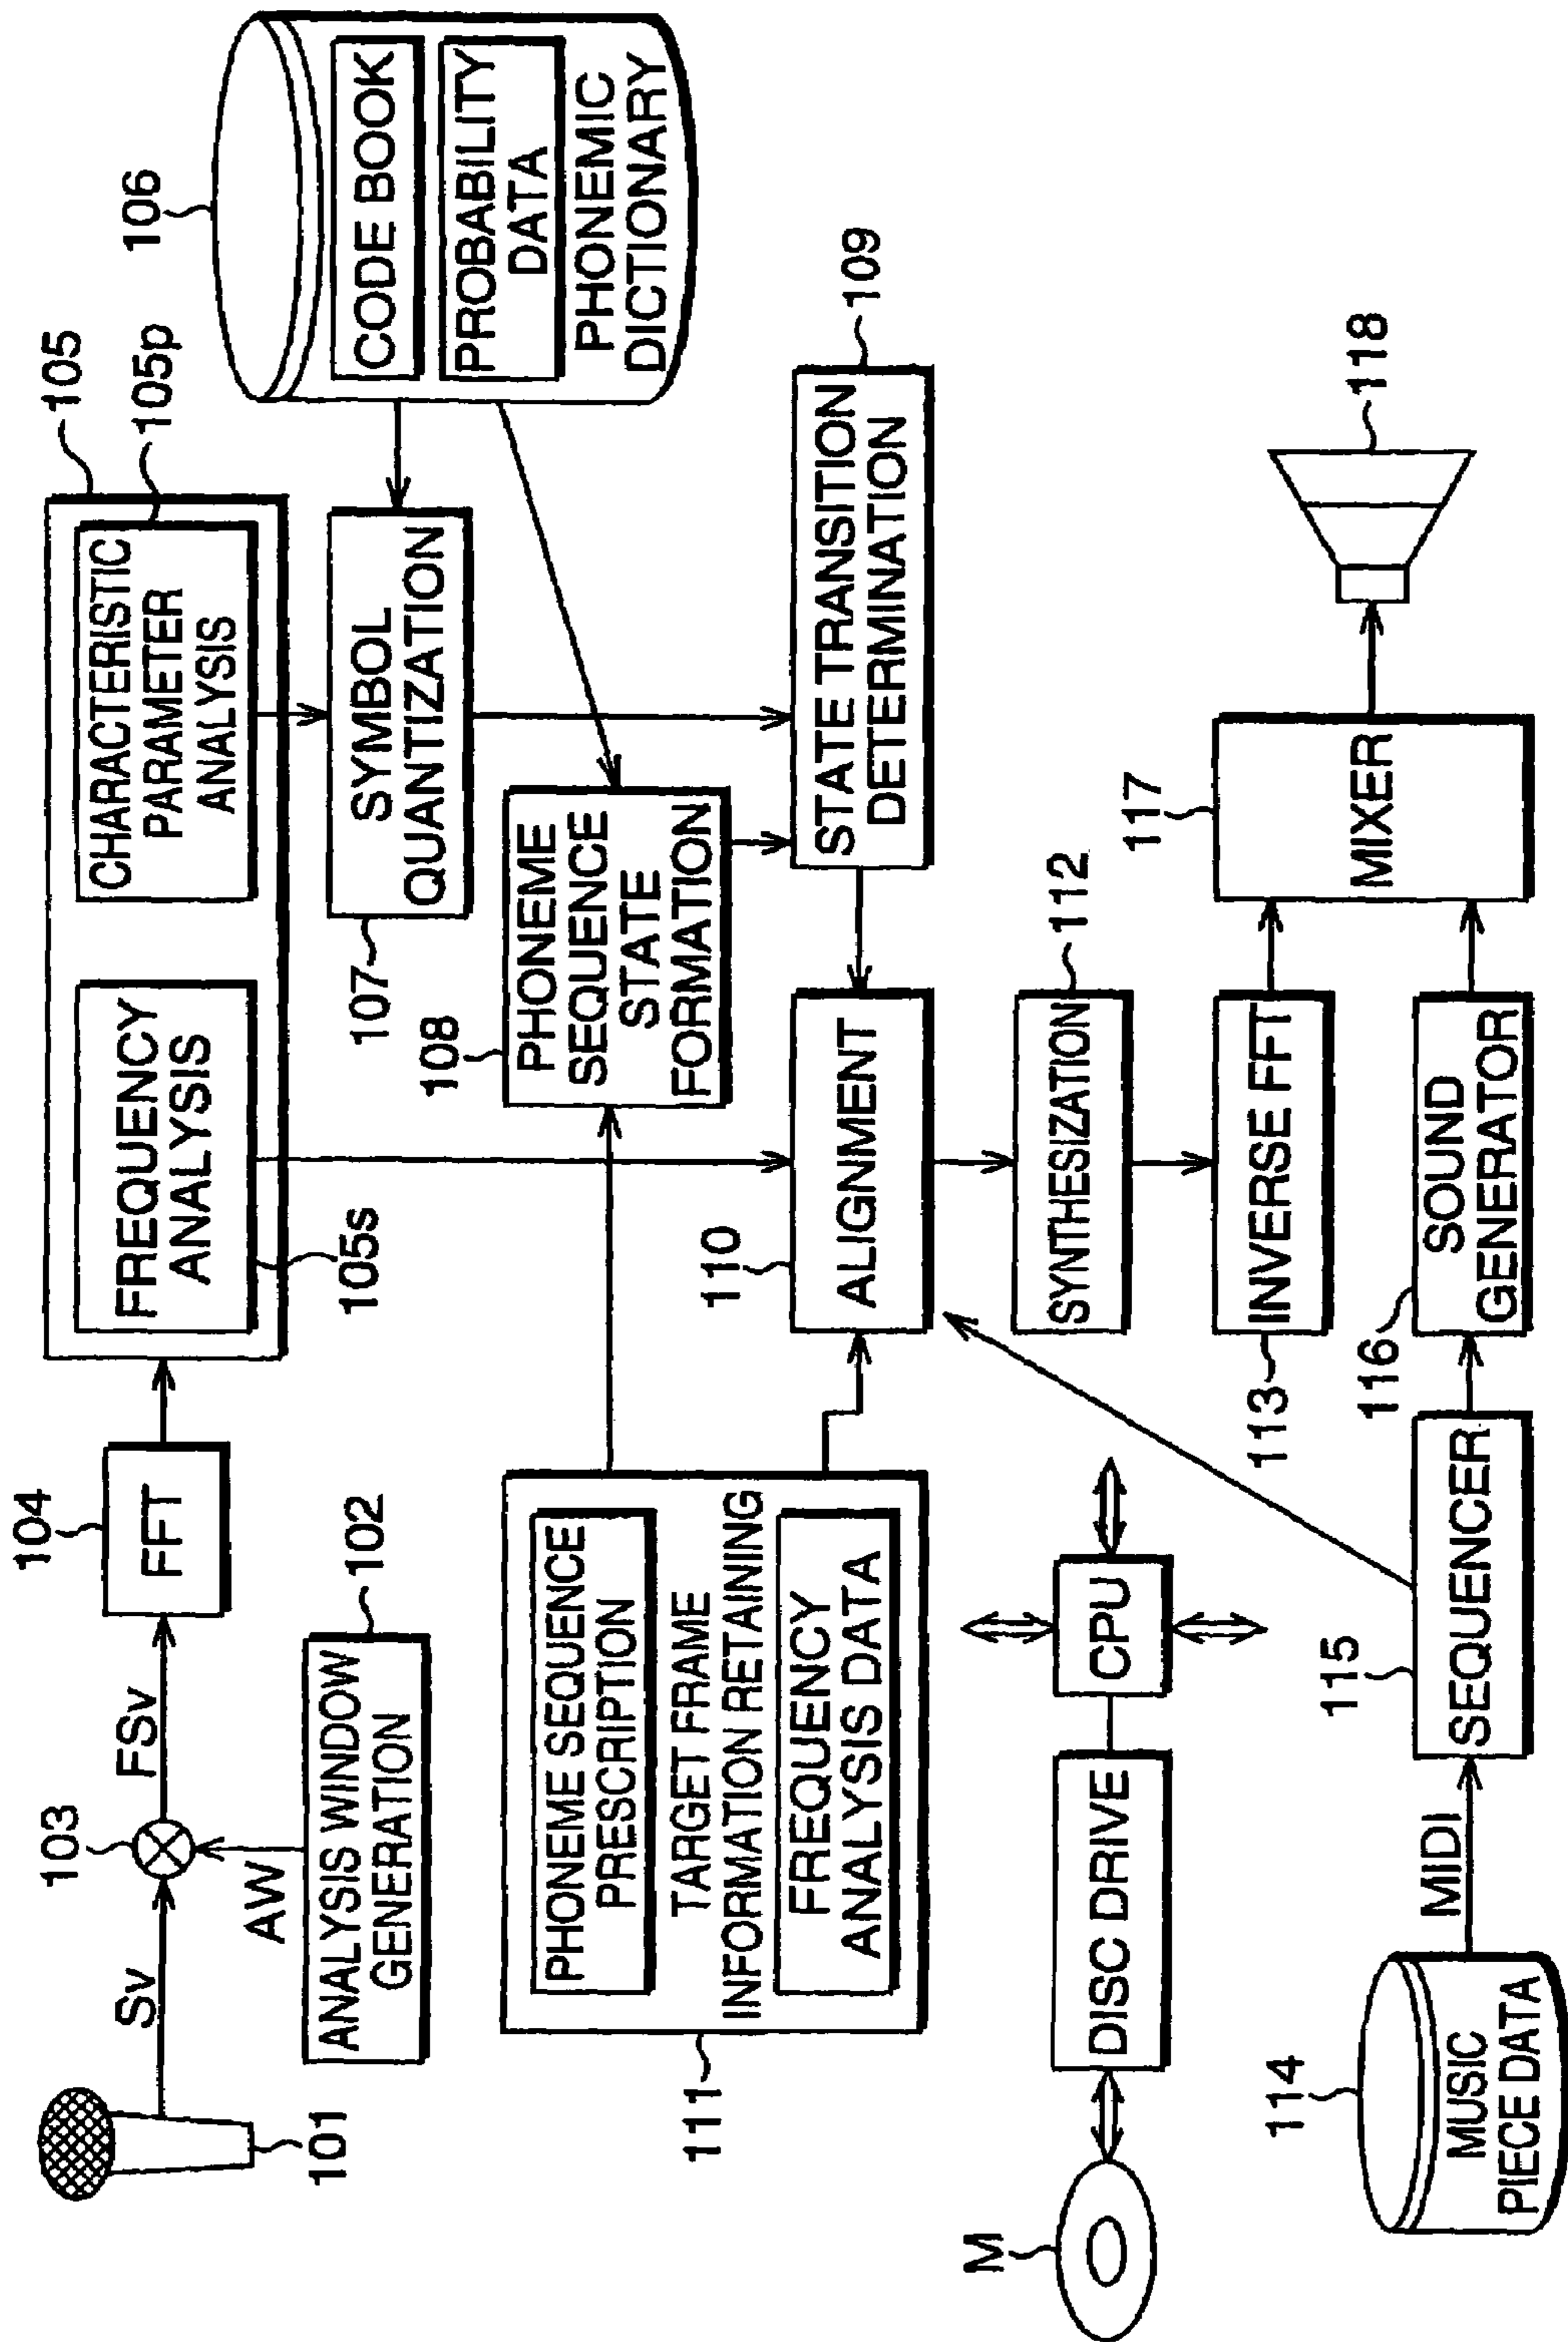 101
Sv
103
AW
FSv
ANALYSIS WINDOW
GENERATION
102
104
FFT
105
FREQUENCY
ANALYSIS
105s
CHARACTERISTIC
PARAMETER
ANALYSIS
105p
106
CODE BOOK
PROBABILITY
DATA
PHONEMIC
DICTIONARY
SYMBOL
QUANTIZATION
107
108
PHONEME
SEQUENCE
STATE
FORMATION
STATE TRANSITION
DETERMINATION
109
PHONEME SEQUENCE
PRESCRIPTION
TARGET FRAME
INFORMATION RETAINING
FREQUENCY
ANALYSIS DATA
111
110
ALIGNMENT
SYNTHESIZATION
112
INVERSE FFT
113
M
DISC DRIVE
CPU
114
MUSIC
PIECE DATA
MIDI
115
SEQUENCER
116
SOUND
GENERATOR
117
MIXER
118